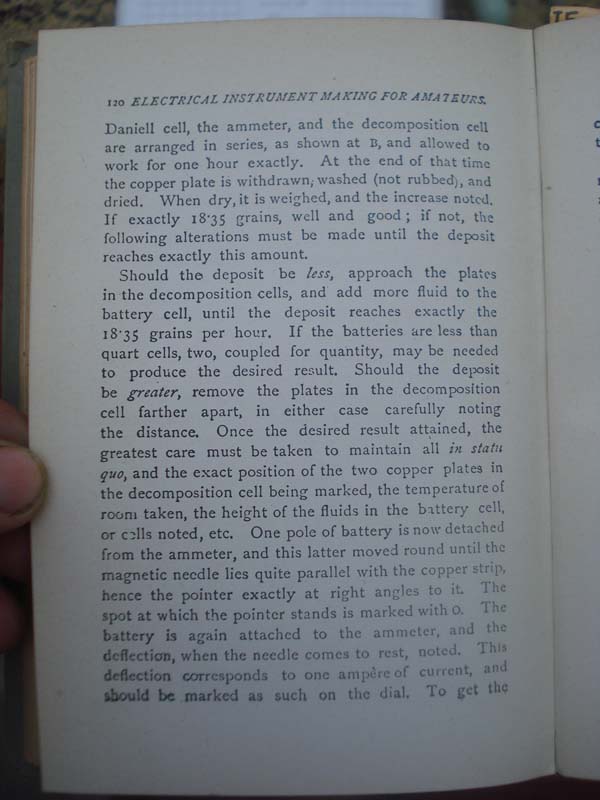 120 ELECTRICAL INSTRUMENT MAKING FOR AMATEURS.
Daniell cell, the ammeter, and the decomposition cell
are arranged in series, as shown at B, and allowed to
work for one hour exactly. At the end of that time
the copper plate is withdrawn, washed (not rubbed), and
dried. When dry, it is weighed, and the increase noted.
If exactly 18·35 grains, well and good; if not, the
following alterations must be made until the deposit
reaches exactly this amount.
Should the deposit be less, approach the plates
in the decomposition cells, and add more fluid to the
battery cell, until the deposit reaches exactly the
18·35 grains per hour. If the batteries are less than
quart cells, two, coupled for quantity, may be needed
to produce the desired result. Should the deposit
be greater, remove the plates in the decomposition
cell farther apart, in either case carefully noting
the distance. Once the desired result attained, the
greatest care must be taken to maintain all in statu
quo, and the exact position of the two copper plates in
the decomposition cell being marked, the temperature of
room taken, the height of the fluids in the battery cell,
or cells noted, etc. One pole of battery is now detached
from the ammeter, and this latter moved round until the
magnetic needle lies quite parallel with the copper strip,
hence the pointer exactly at right angles to it. The
spot at which the pointer stands is marked with 0. The
battery is again attached to the ammeter, and the
deflection, when the needle comes to rest, noted. This
deflection corresponds to one ampère of current, and
should be marked as such on the dial. To get the